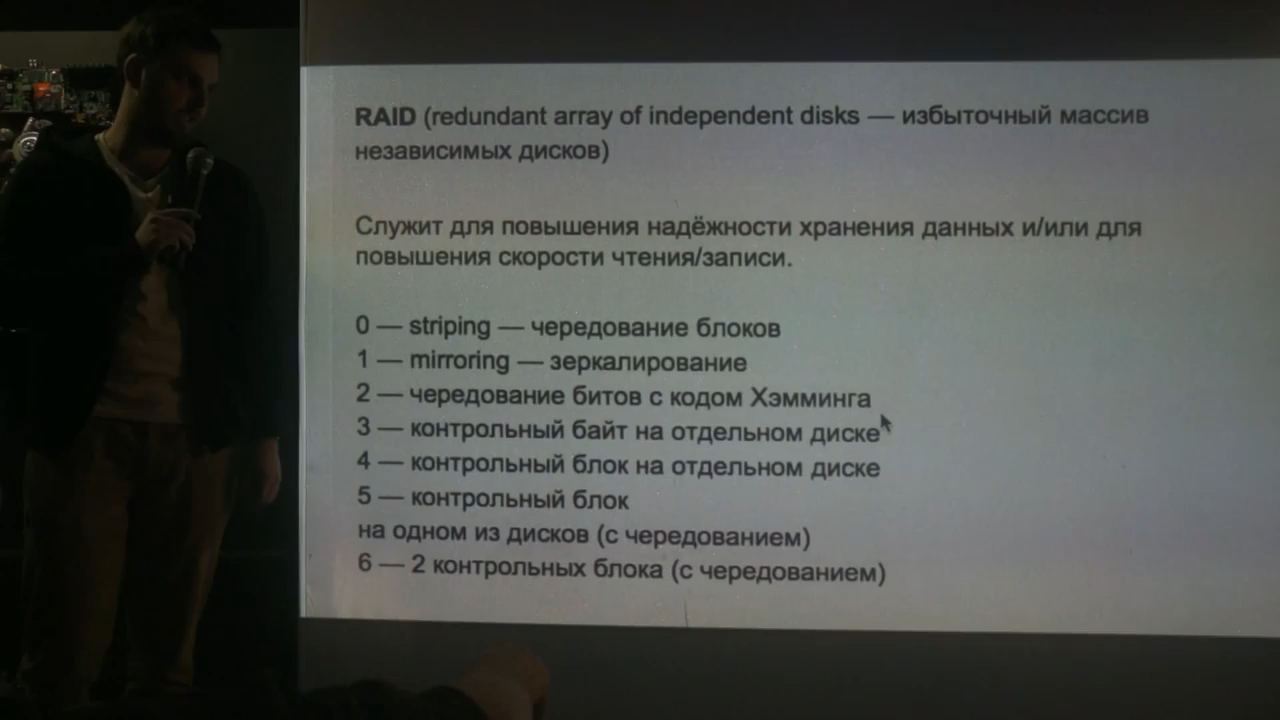 RAID (redundant array of independent disks — избыточный массив
независимых дисков)
Служит для повышения надёжности хранения данных и/или для
повышения скорости чтения/записи.
0 — striping — чередование блоков
1 — mirroring — зеркалирование
2 — чередование битов с кодом Хэмминга
3 — контрольный байт на отдельном диске
4 — контрольный блок на отдельном диске
5 — контрольный блок
на одном из дисков (с чередованием)
6 — 2 контрольных блока (с чередованием)